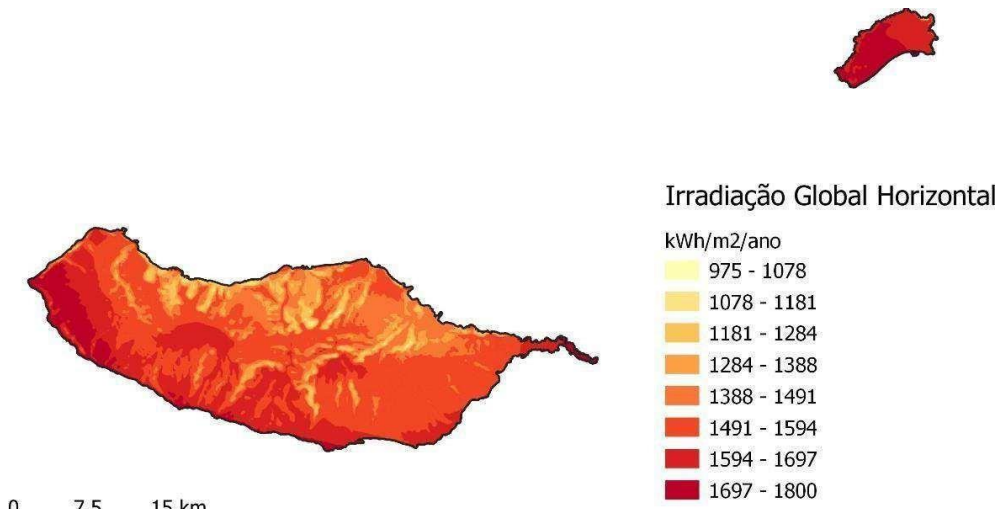 Irradiação Global Horizontal
kWh/m2/ano
975 - 1078
1078 - 1181
1181 - 1284
1284 - 1388
1388 - 1491
1491 - 1594
1594 - 1697
1697 - 1800
0 7.5 15 km